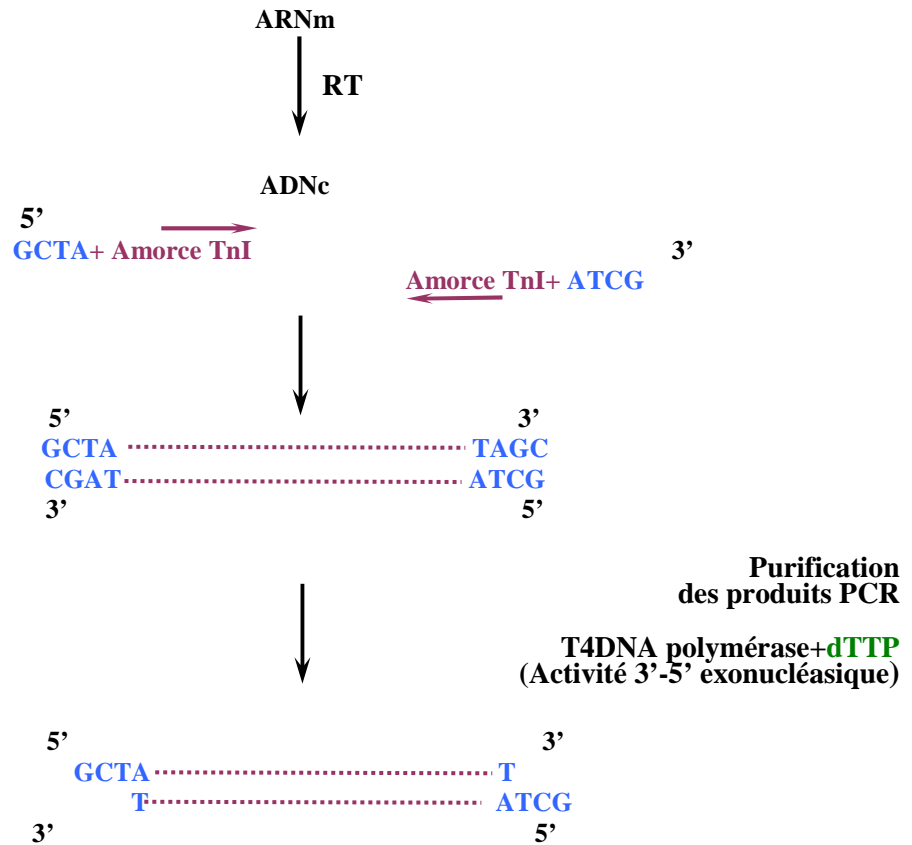 ARNm
RT
ADNc
5’
GCTA+ Amorce TnI
3’
Amorce TnI+ ATCG
5’ 3’
GCTA TAGC
CGAT ATCG
3’ 5’
Purification
des produits PCR
T4DNA polymérase+dTTP
(Activité 3’-5’ exonucléasique)
5’ 3’
GCTA T
T ATCG
3’ 5’